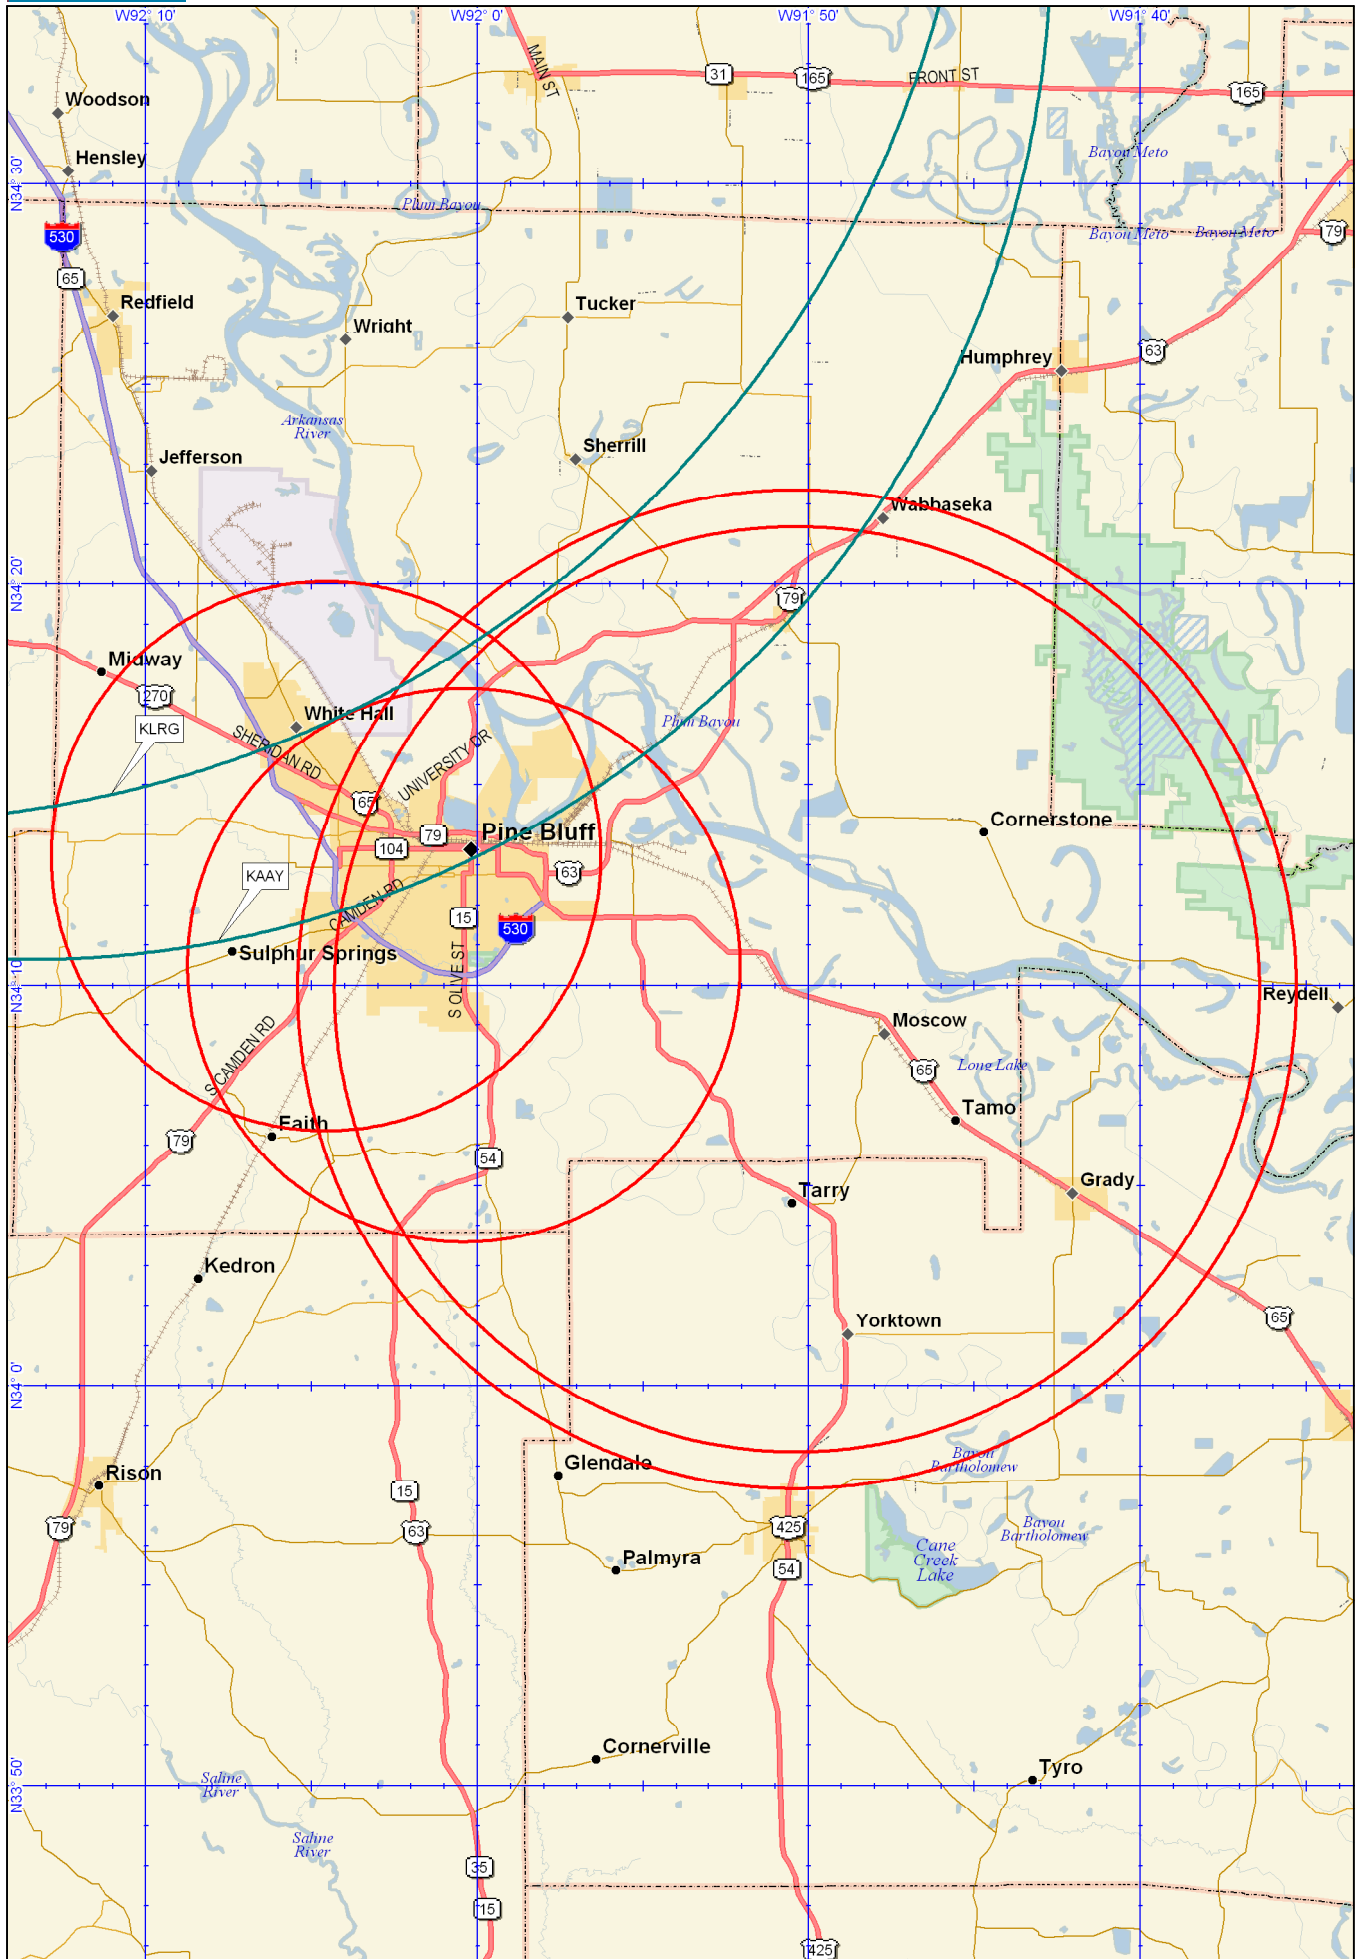 W92° 10'
W92° 0'
W91° 50'
W91° 40'
MAIN ST
31
165
FRONT ST
165
Woodson
Hensley
Bayou Meto
N34° 30'
Plum Bayou
530
Bayou Meto
Bayou Meto
79
65
Redfield
Tucker
Wright
Humphrey
63
Arkansas
River
Sherrill
Jefferson
Wabbaseka
N34° 20'
79
Midway
270
White Hall
KLRG
SHERIDAN RD
UNIVERSITY DR
Plum Bayou
65
79
Pine Bluff
Cornerstone
104
63
KAAY
CAMDEN RD
15
530
Sulphur Springs
S OLIVE ST
N34° 10'
Reydell
Moscow
S CAMDEN RD
65
Long Lake
Tamo
Faith
79
54
Tarry
Grady
Kedron
Yorktown
65
N34° 0'
Glendale
Bayou
Bartholomew
Rison
15
79
63
425
Bayou
Bartholomew
Cane
Creek
Lake
Palmyra
54
Cornerville
Tyro
N33° 50'
Saline
River
Saline
River
35
15
425